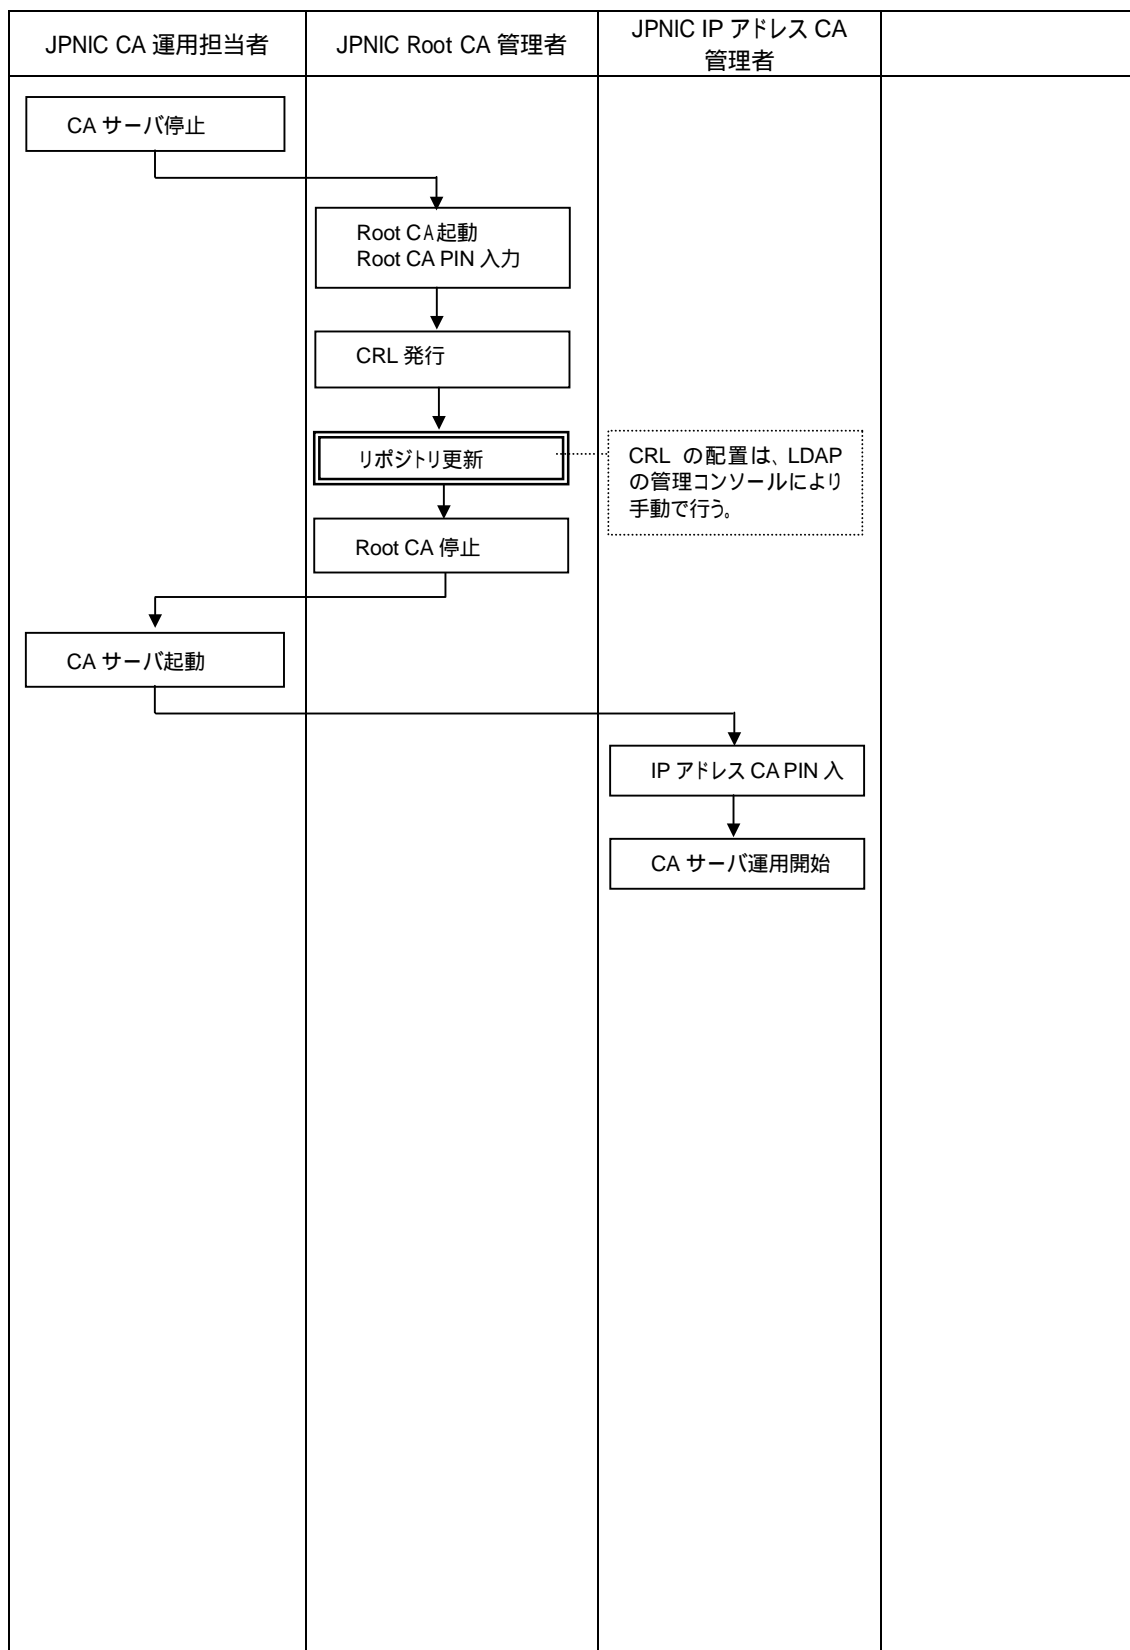 JPNIC CA 運用担当者
JPNIC Root CA 管理者
JPNIC IP アドレス CA
管理者
CA サーバ停止
Root CA起動
Root CA PIN 入力
CRL 発行
リポジトリ更新
CRL の配置は、LDAP
の管理コンソールにより
手動で行う。
Root CA 停止
CA サーバ起動
IP アドレス CA PIN 入
CA サーバ運用開始